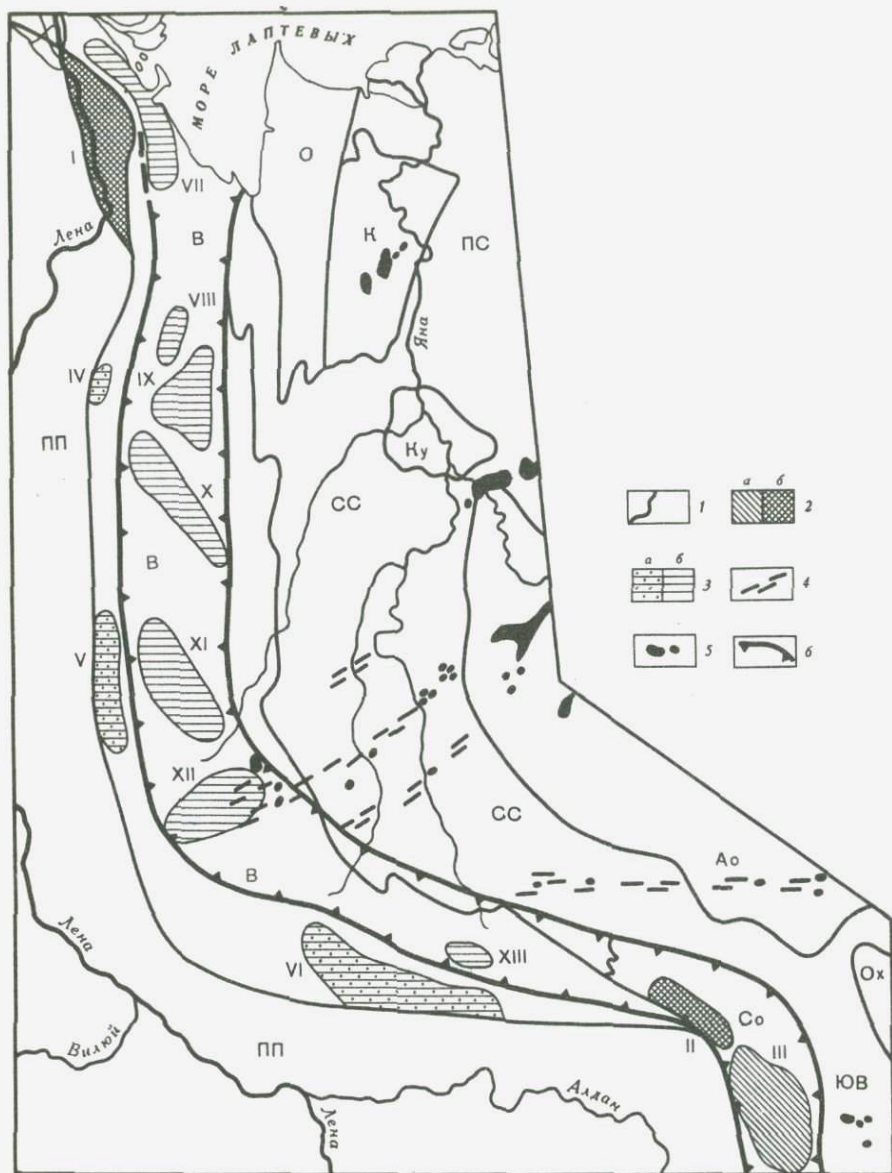 МОРЕ ЛАПТЕВЫХ
I
VII
О
Лена
В
К
ПС
VIII
Яна
IV
IX
ПП
Ку
X
СС
а б
1
2
а б
3
4
5
6
В
V
XI
XII
СС
Ао
В
Лена
VI
XIII
Ох
Со
Вилюй
ПП
II
III
ЮВ
Алдан
Лена